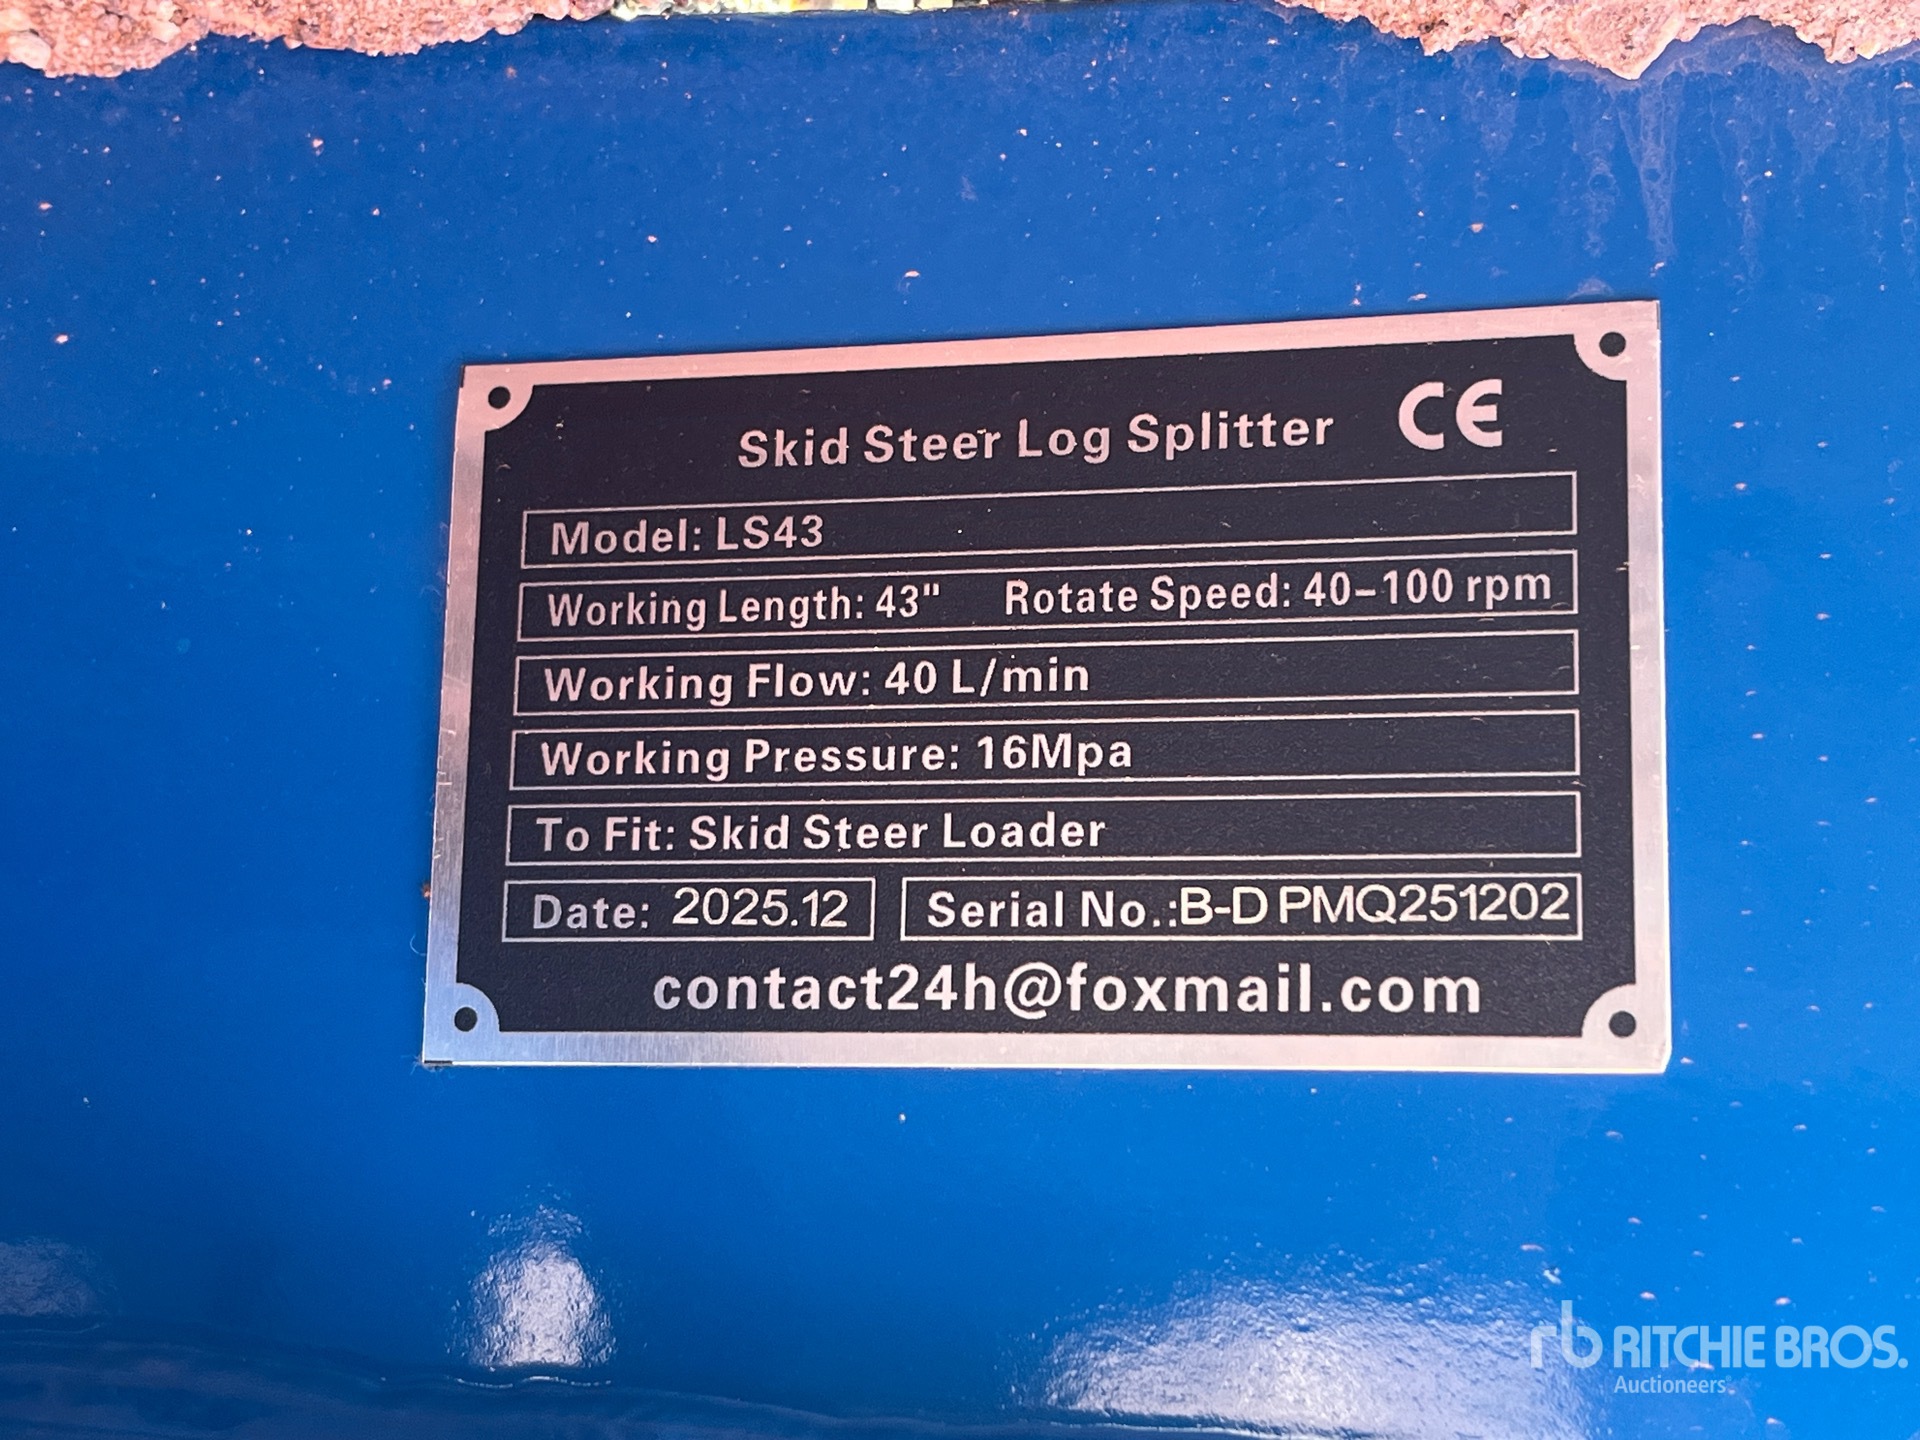 Skid Steer Log Splitter CE
Model: LS43
Working Length: 43" Rotate Speed: 40-100 rpm
Working Flow: 40 L/min
Working Pressure: 16Mpa
To Fit: Skid Steer Loader
Date: 2025.12 Serial No.:B-D PMQ251202
contact24h@foxmail.com
rb RITCHIE BROS.
Auctioneers